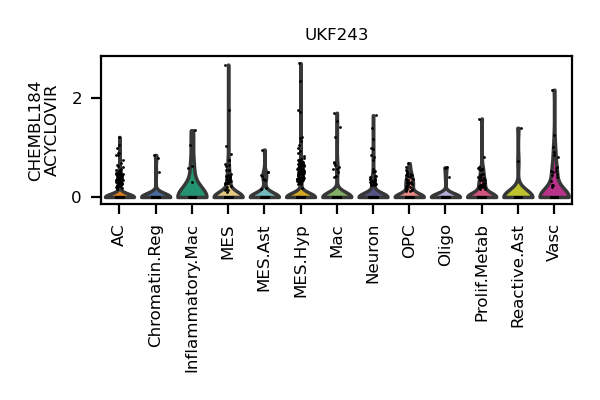 UKF243
CHEMBL184
ACYCLOVIR
2
0
AC
Chromatin.Reg
Inflammatory.Mac
MES
MES.Ast
MES.Hyp
Mac
Neuron
OPC
Oligo
Prolif.Metab
Reactive.Ast
Vasc